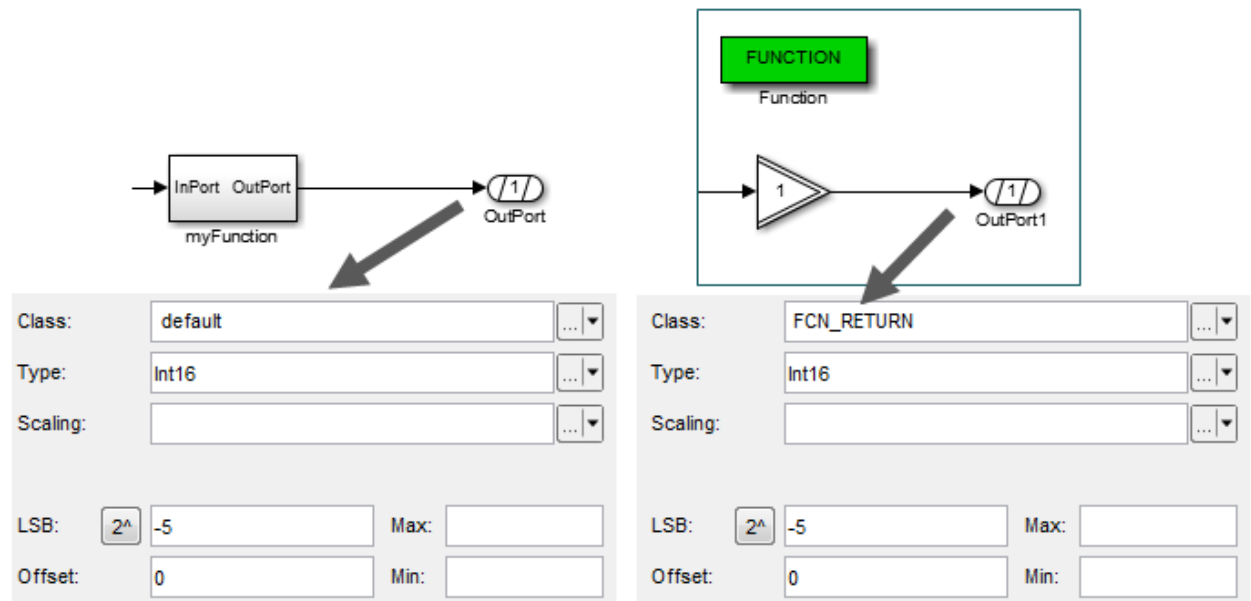 FUNCTION
Function
InPort OutPort
1
OutPort
myFunction
1
1
OutPort1
Class: default ...
Type: Int16 ...
Scaling: ...
LSB: 2^ -5 Max:
Offset: 0 Min:
Class: FCN_RETURN ...
Type: Int16 ...
Scaling: ...
LSB: 2^ -5 Max:
Offset: 0 Min: